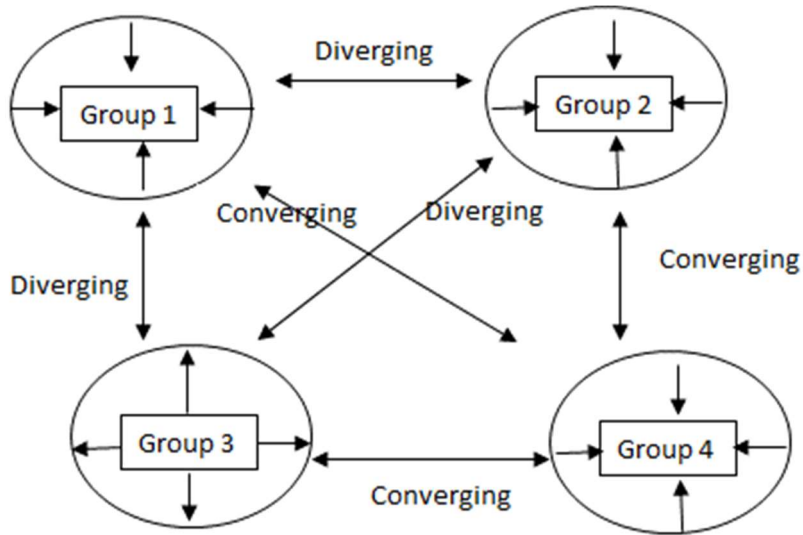 Diverging
Group 1
Group 2
Converging
Diverging
Diverging
Converging
Group 3
Group 4
Converging